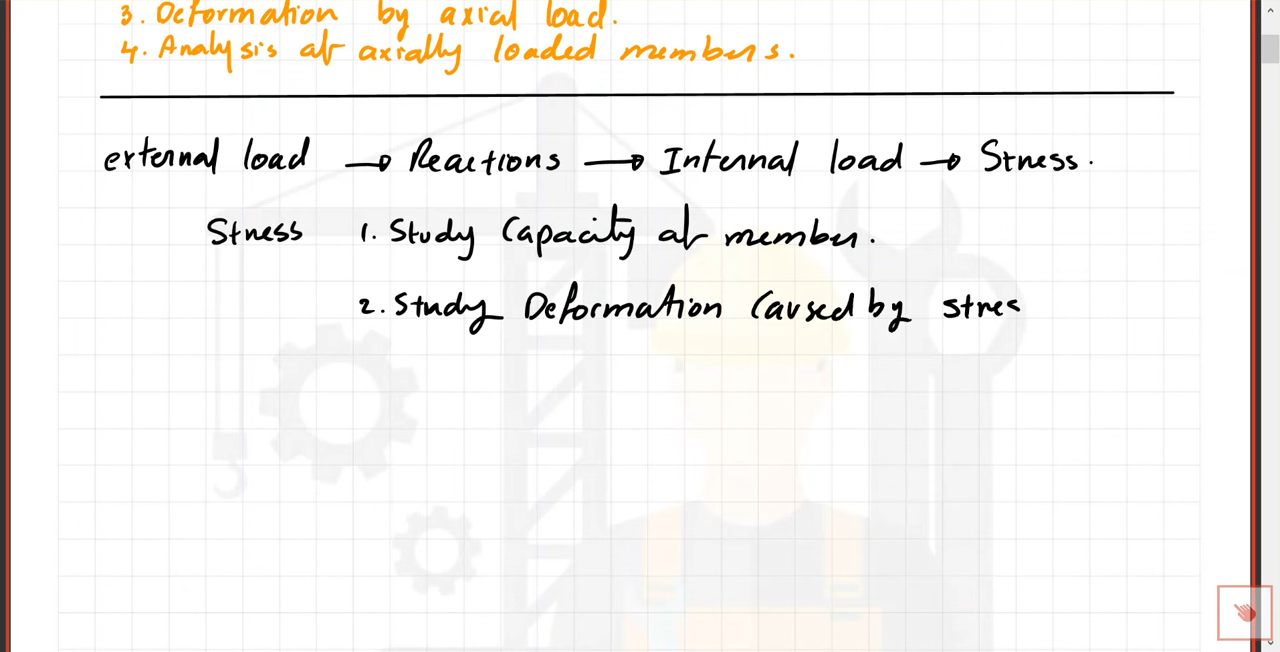 3. Deformation by axial load.
4. Analysis of axially loaded members.
external load → Reactions → Internal load → Stress.
Stress 1. Study Capacity of member.
2. Study Deformation Caused by stres